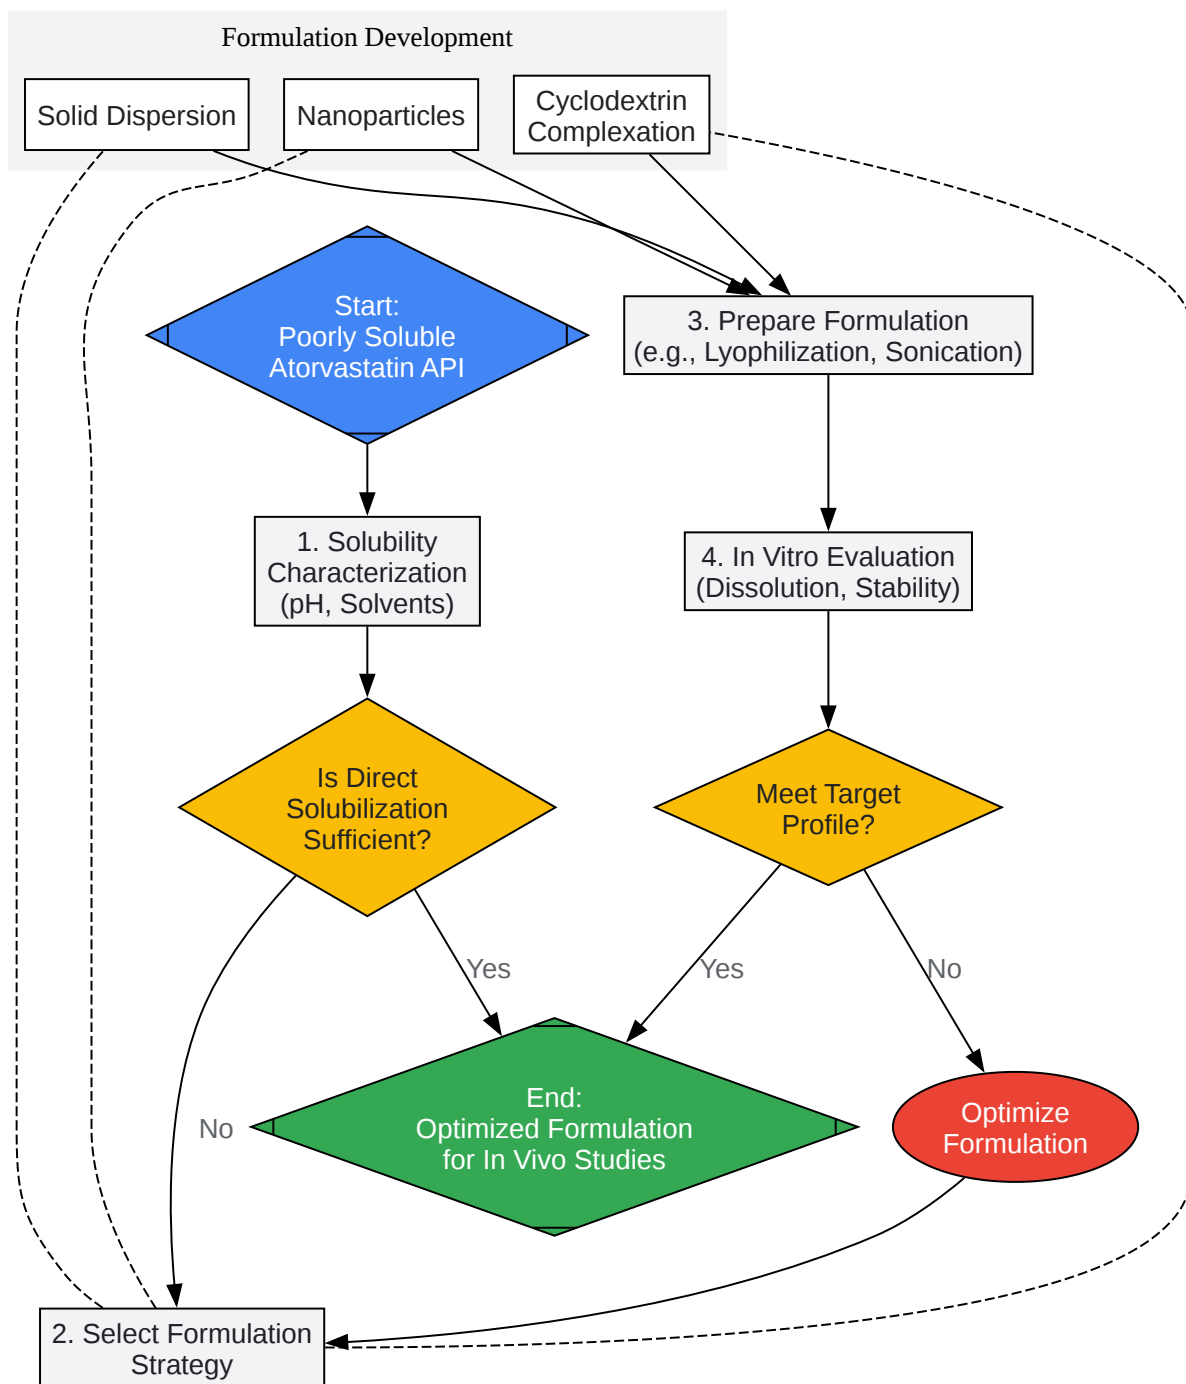 Formulation Development
Solid Dispersion
Nanoparticles
Cyclodextrin
Complexation
Start:
Poorly Soluble
Atorvastatin API
3. Prepare Formulation
(e.g., Lyophilization, Sonication)
1. Solubility
Characterization
(pH, Solvents)
4. In Vitro Evaluation
(Dissolution, Stability)
Is Direct
Solubilization
Sufficient?
Meet Target
Profile?
Yes
Yes
No
No
End:
Optimized Formulation
for In Vivo Studies
Optimize
Formulation
2. Select Formulation
Strategy